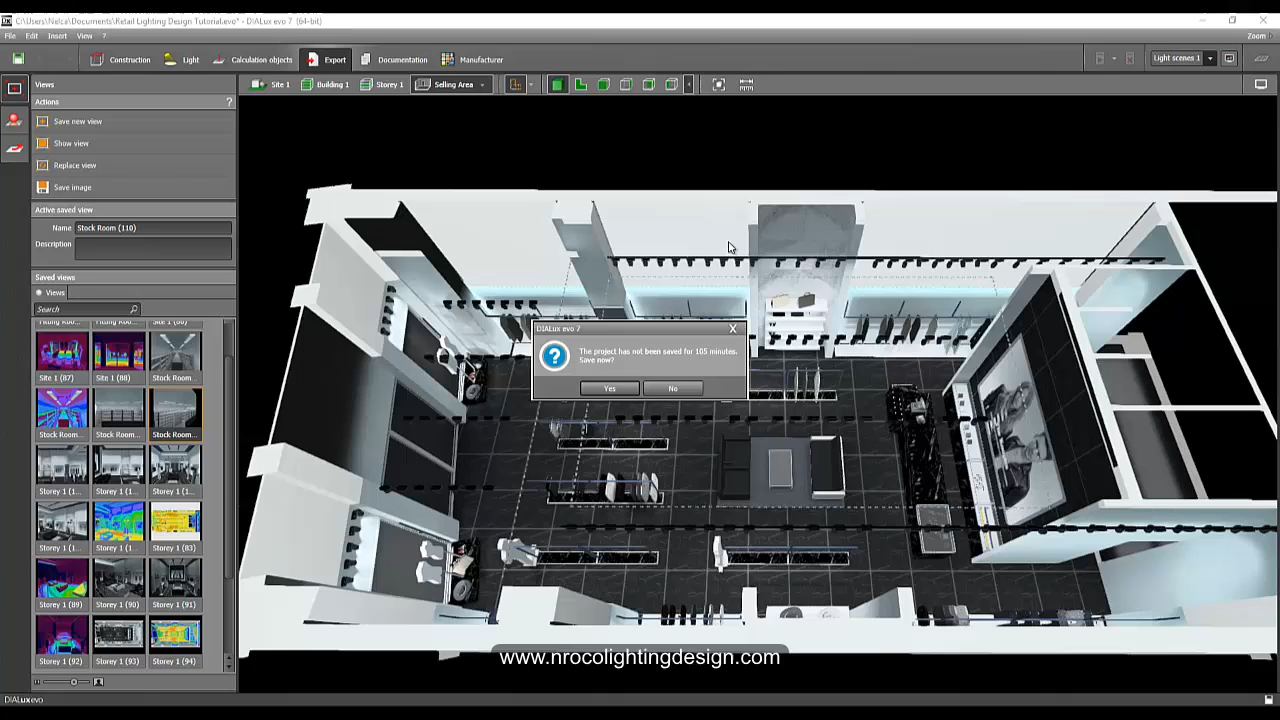 C:\Users\Nelca\Documents\Retail Lighting Design Tutorial.evo* - DIALux evo 7 (64-bit)
File Edit Insert View ?
Zoom
Construction Light Calculation objects Export Documentation Manufacturer
Light scenes 1
Views
Site 1 Building 1 Storey 1 Selling Area
Actions ?
Save new view
Show view
Replace view
Save image
Active saved view
Name Stock Room (110)
Description
Saved views
Views
Search
Site 1 (87) Site 1 (88) Stock Room...
Stock Room... Stock Room... Stock Room...
Storey 1 (1... Storey 1 (1... Storey 1 (1...
Storey 1 (1... Storey 1 (1... Storey 1 (83)
Storey 1 (89) Storey 1 (90) Storey 1 (91)
Storey 1 (92) Storey 1 (93) Storey 1 (94)
DIALux evo 7
The project has not been saved for 105 minutes.
Save now?
Yes No
www.nrocolightingdesign.com
DIALuxevo